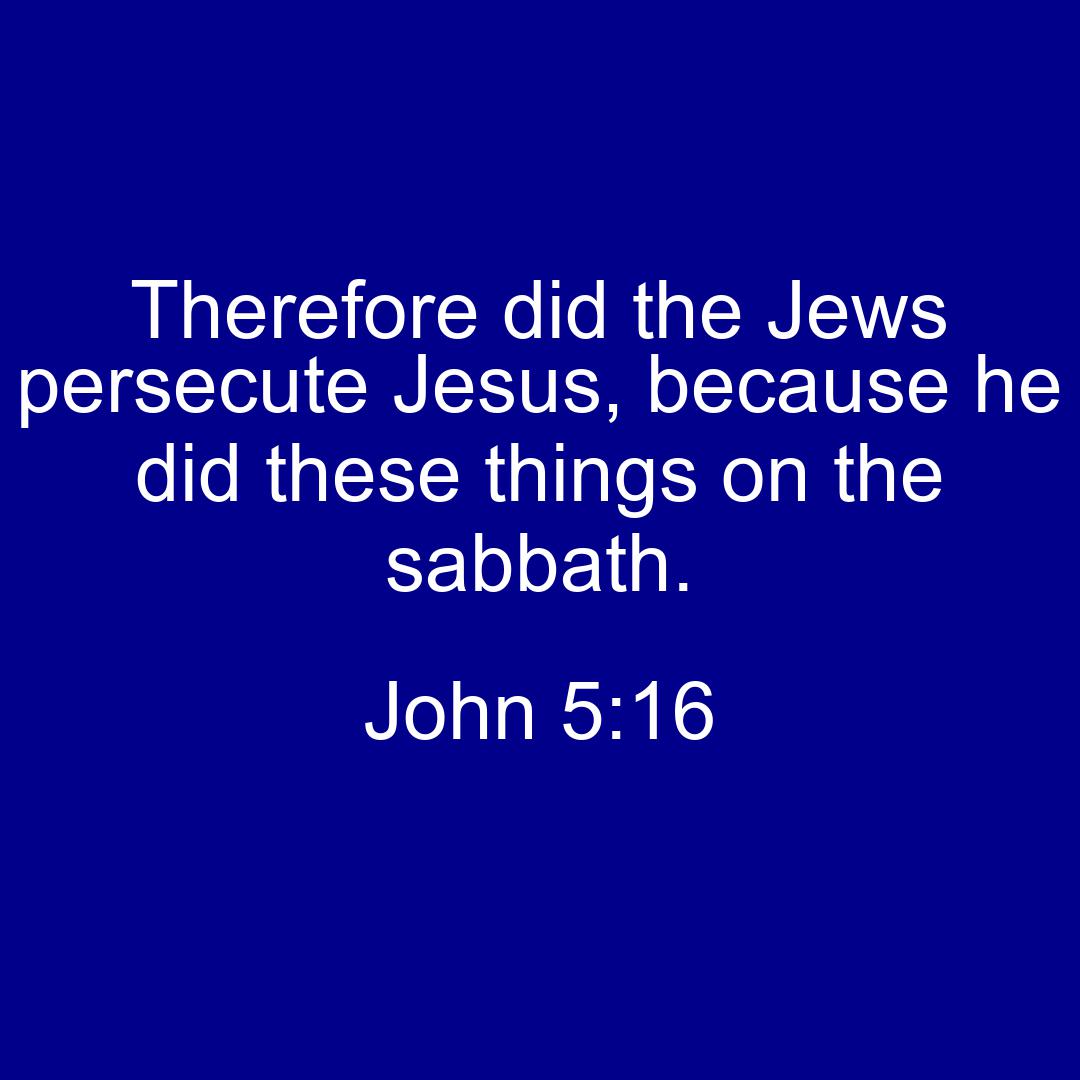 Therefore did the Jews
persecute Jesus, because he
did these things on the
sabbath.
John 5:16